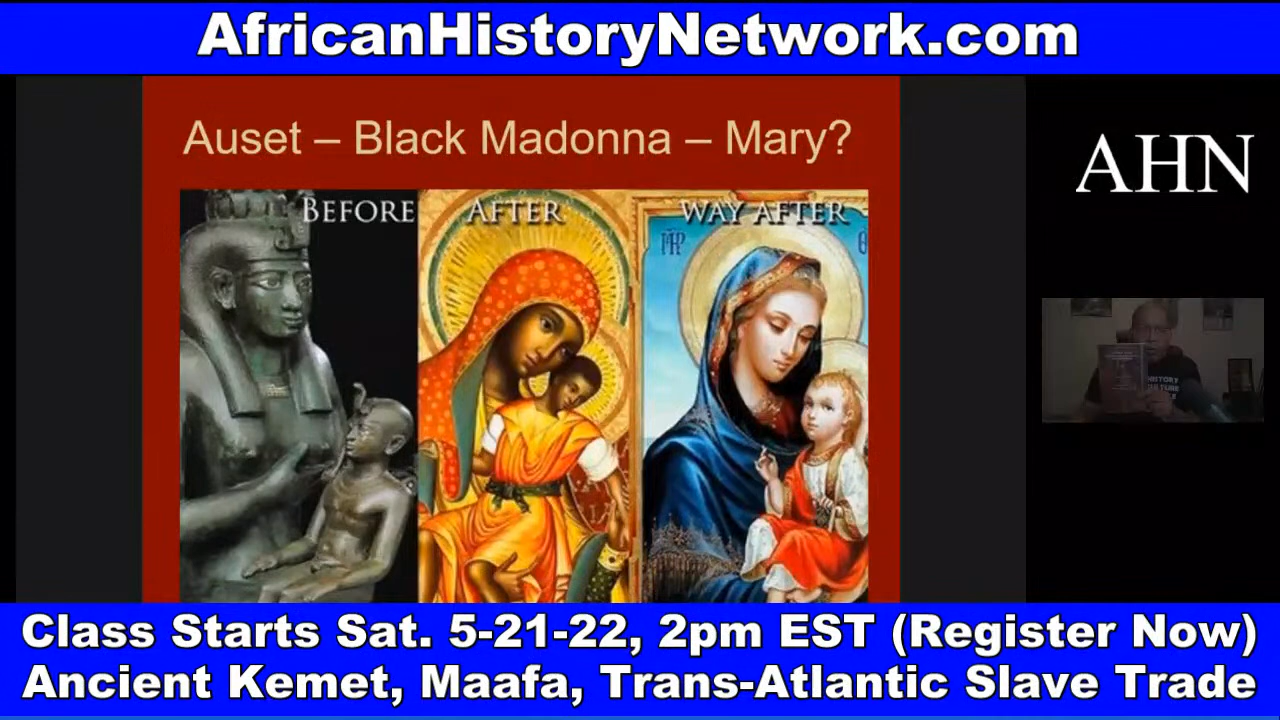 AfricanHistoryNetwork.com
Auset – Black Madonna – Mary?
BEFORE
AFTER
WAY AFTER
AHN
HISTORY
Class Starts Sat. 5-21-22, 2pm EST (Register Now)
Ancient Kemet, Maafa, Trans-Atlantic Slave Trade